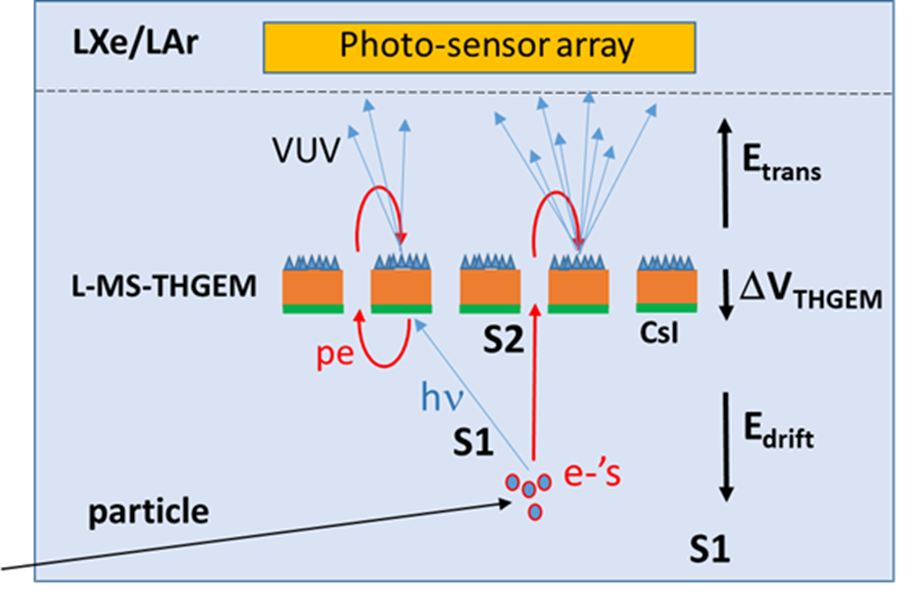 LXe/LAr
Photo-sensor array
VUV
Etrans
L-MS-THGEM
ΔVTHGEM
S2
CsI
pe
hν
S1
Edrift
e-'s
particle
S1